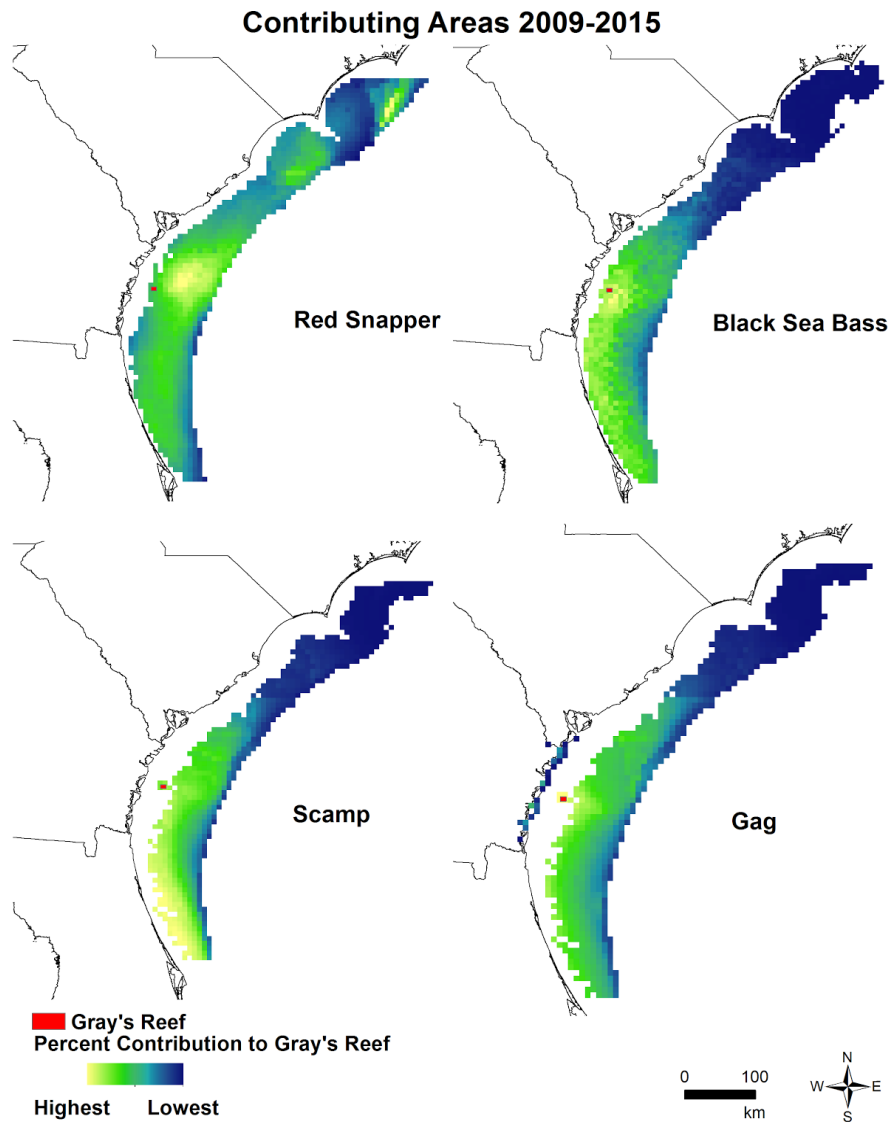 Contributing Areas 2009-2015
Red Snapper
Black Sea Bass
Scamp
Gag
Gray's Reef
Percent Contribution to Gray's Reef
Highest Lowest
0 100
km
N
W E
S